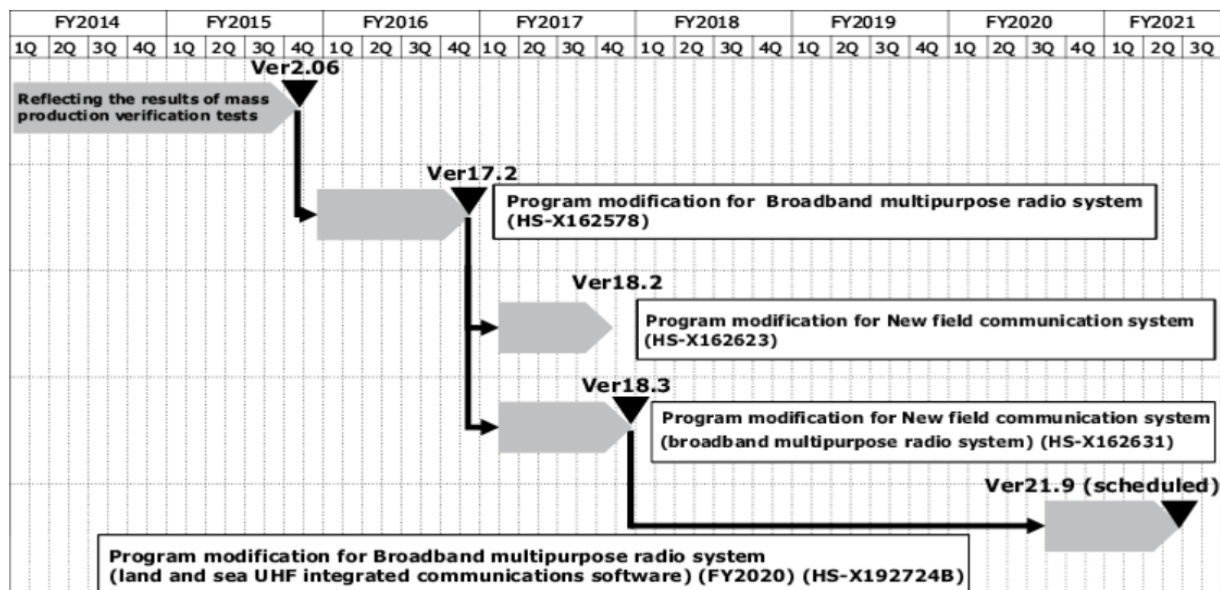 FY2014 FY2015 FY2016 FY2017 FY2018 FY2019 FY2020 FY2021
1Q 2Q 3Q 4Q 1Q 2Q 3Q 4Q 1Q 2Q 3Q 4Q 1Q 2Q 3Q 4Q 1Q 2Q 3Q 4Q 1Q 2Q 3Q 4Q 1Q 2Q 3Q 4Q 1Q 2Q 3Q
Ver2.06
Reflecting the results of mass
production verification tests
Ver17.2
Program modification for Broadband multipurpose radio system
(HS-X162578)
Ver18.2
Program modification for New field communication system
(HS-X162623)
Ver18.3
Program modification for New field communication system
(broadband multipurpose radio system) (HS-X162631)
Ver21.9 (scheduled)
Program modification for Broadband multipurpose radio system
(land and sea UHF integrated communications software) (FY2020) (HS-X192724B)